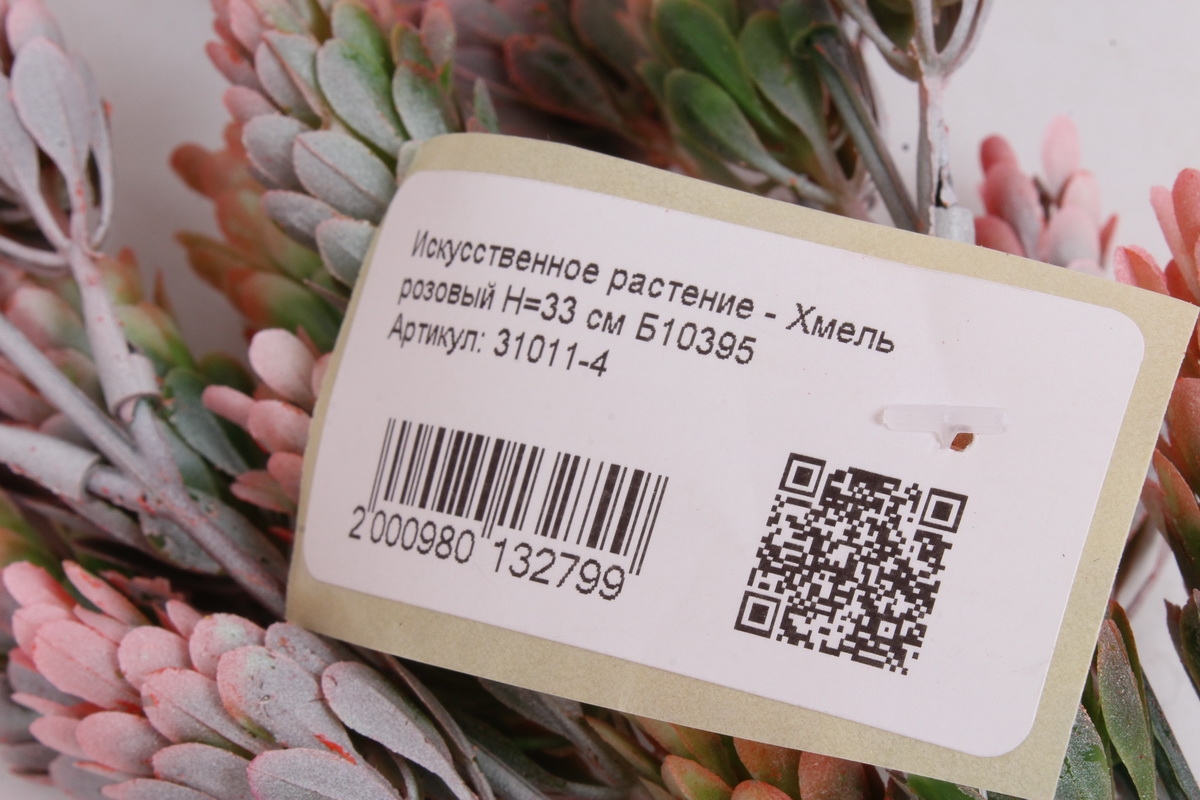 Искусственное растение - Хмель
розовый H=33 см Б10395
Артикул: 31011-4
2 000980 132799